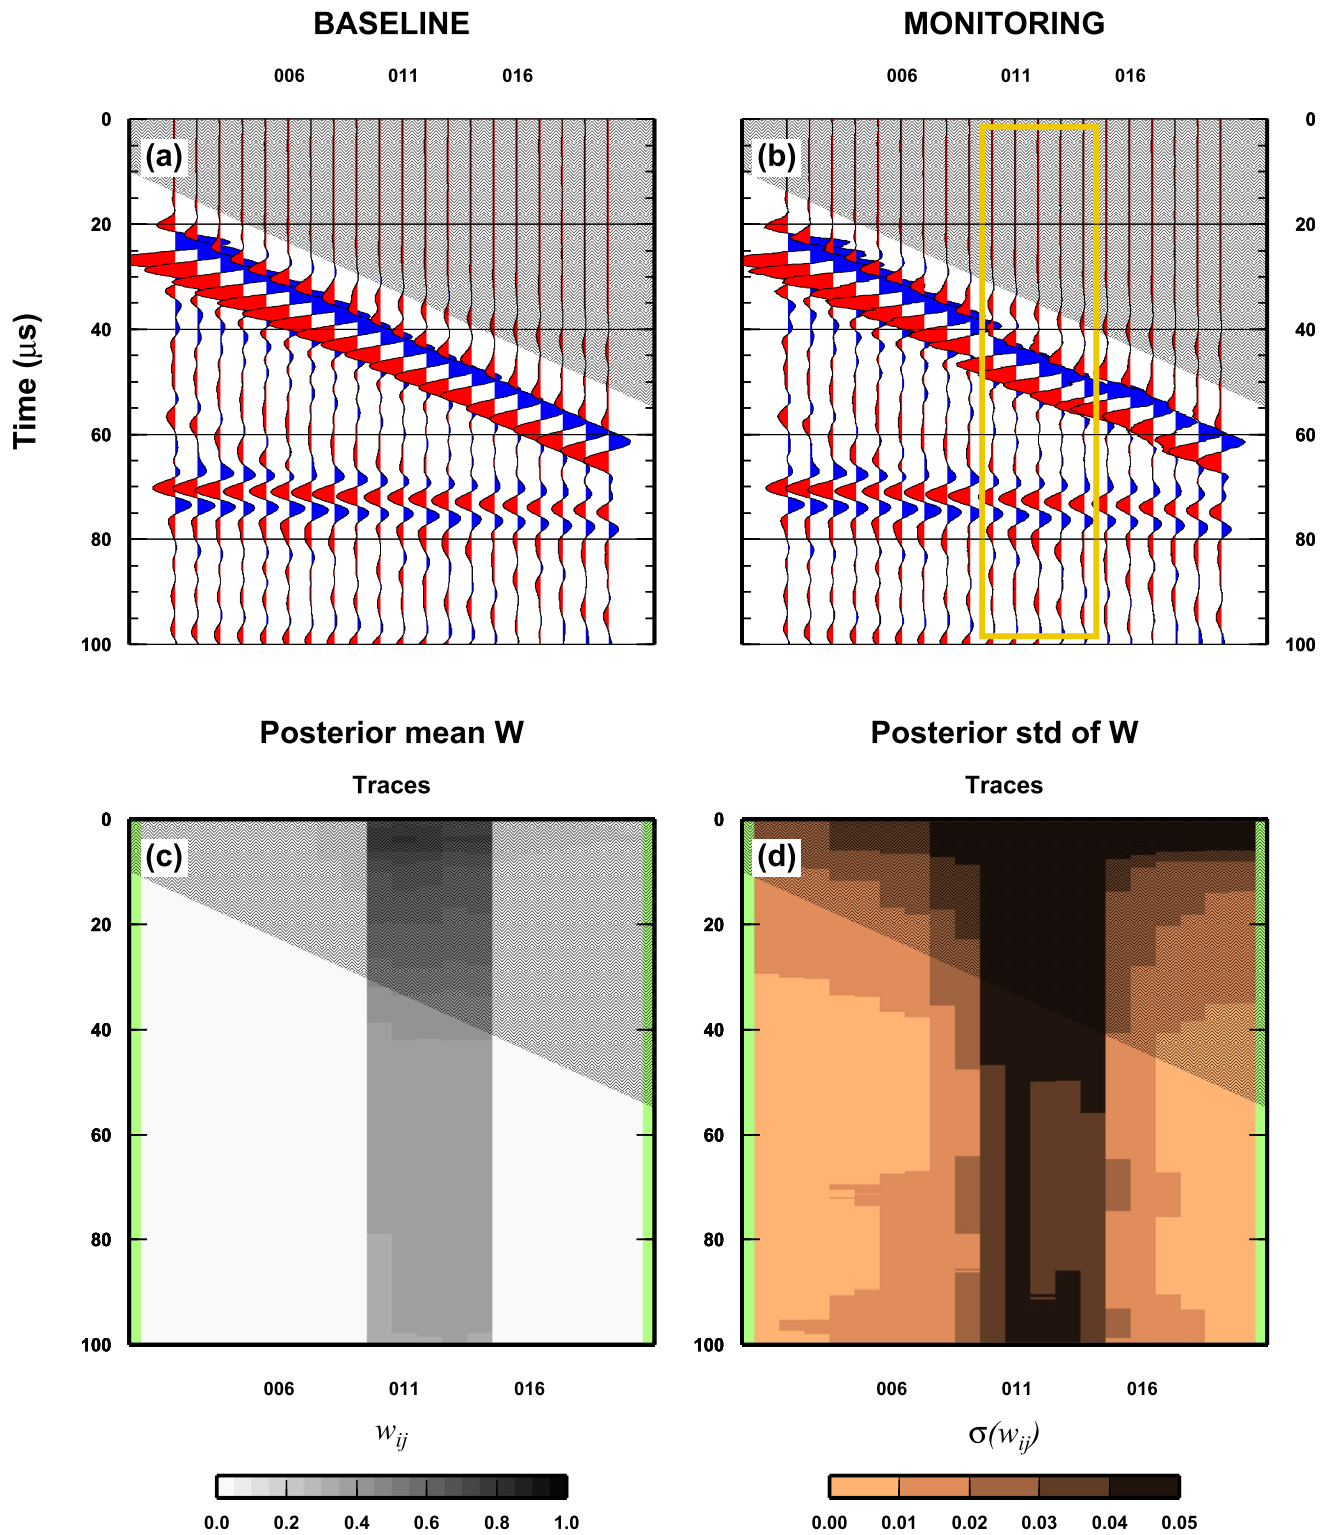 BASELINE MONITORING
006 011 016 006 011 016
0 0
(a) (b)
20 20
40 40
Time (μs)
60 60
80 80
100 100
Posterior mean W Posterior std of W
Traces Traces
0 0
(c) (d)
20 20
40 40
60 60
80 80
100 100
006 011 016 006 011 016
w_ij σ(w_ij)
0.0 0.2 0.4 0.6 0.8 1.0 0.00 0.01 0.02 0.03 0.04 0.05